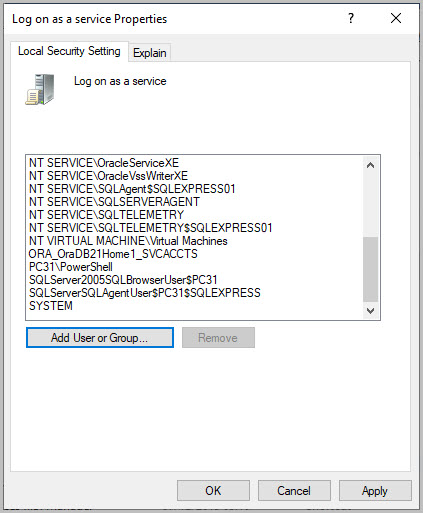 Log on as a service Properties
?
Local Security Setting
Explain
Log on as a service
NT SERVICE\OracleServiceXE
NT SERVICE\OracleVssWriterXE
NT SERVICE\SQLAgent$SQLEXPRESS01
NT SERVICE\SQLSERVERAGENT
NT SERVICE\SQLTELEMETRY
NT SERVICE\SQLTELEMETRY$SQLEXPRESS01
NT VIRTUAL MACHINE\Virtual Machines
ORA_OraDB21Home1_SVCACCTS
PC31\PowerShell
SQLServer2005SQLBrowserUser$PC31
SQLServerSQLAgentUser$PC31$SQLEXPRESS
SYSTEM
Add User or Group...
Remove
OK
Cancel
Apply